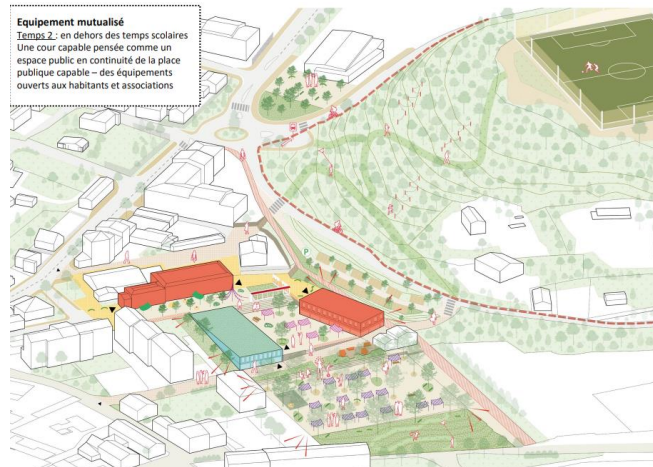 Equipement mutualisé
Temps 2 : en dehors des temps scolaires
Une cour capable pensée comme un
espace public en continuité de la place
publique capable – des équipements
ouverts aux habitants et associations
P